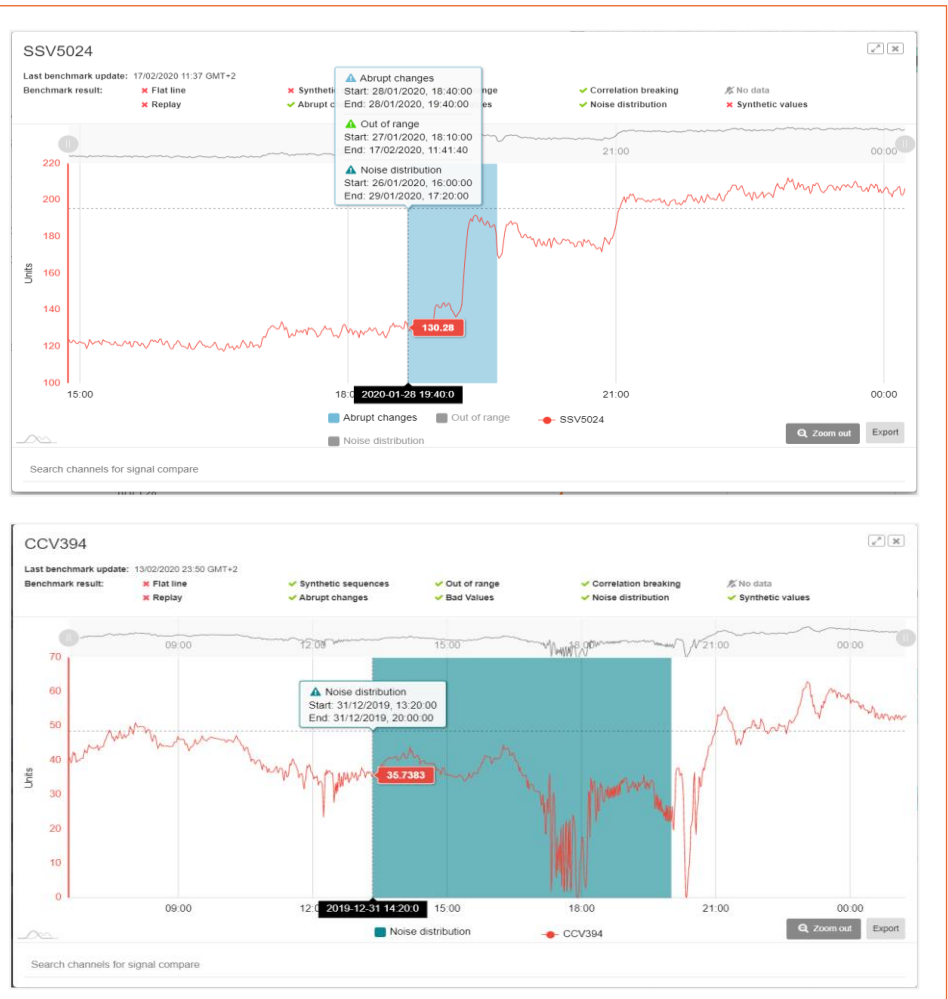 SSV5024
Last benchmark update: 17/02/2020 11:37 GMT+2
Benchmark result: Flat line Correlation breaking No data
Replay Abrupt Noise distribution Synthetic values
Abrupt changes
Start: 28/01/2020, 18:40:00
End: 28/01/2020, 19:40:00
Out of range
Start: 27/01/2020, 18:10:00
End: 17/02/2020, 11:41:40
Noise distribution
Start: 26/01/2020, 16:00:00
End: 29/01/2020, 17:20:00
21:00 00:00
220
200
180
160
140
120
100
Units
130.28
15:00 2020-01-28 19:40:0 21:00 00:00
Abrupt changes Out of range SSV5024
Noise distribution
Zoom out Export
Search channels for signal compare
CCV394
Last benchmark update: 13/02/2020 23:50 GMT+2
Benchmark result: Flat line Synthetic sequences Out of range Correlation breaking No data
Replay Abrupt changes Bad Values Noise distribution Synthetic values
09:00 12:00 15:00 18:00 21:00 00:00
70
60
50
40
30
20
10
0
Units
Noise distribution
Start: 31/12/2019, 13:20:00
End: 31/12/2019, 20:00:00
35.7383
09:00 2019-12-31 14:20:0 15:00 18:00 21:00 00:00
Noise distribution CCV394
Zoom out Export
Search channels for signal compare